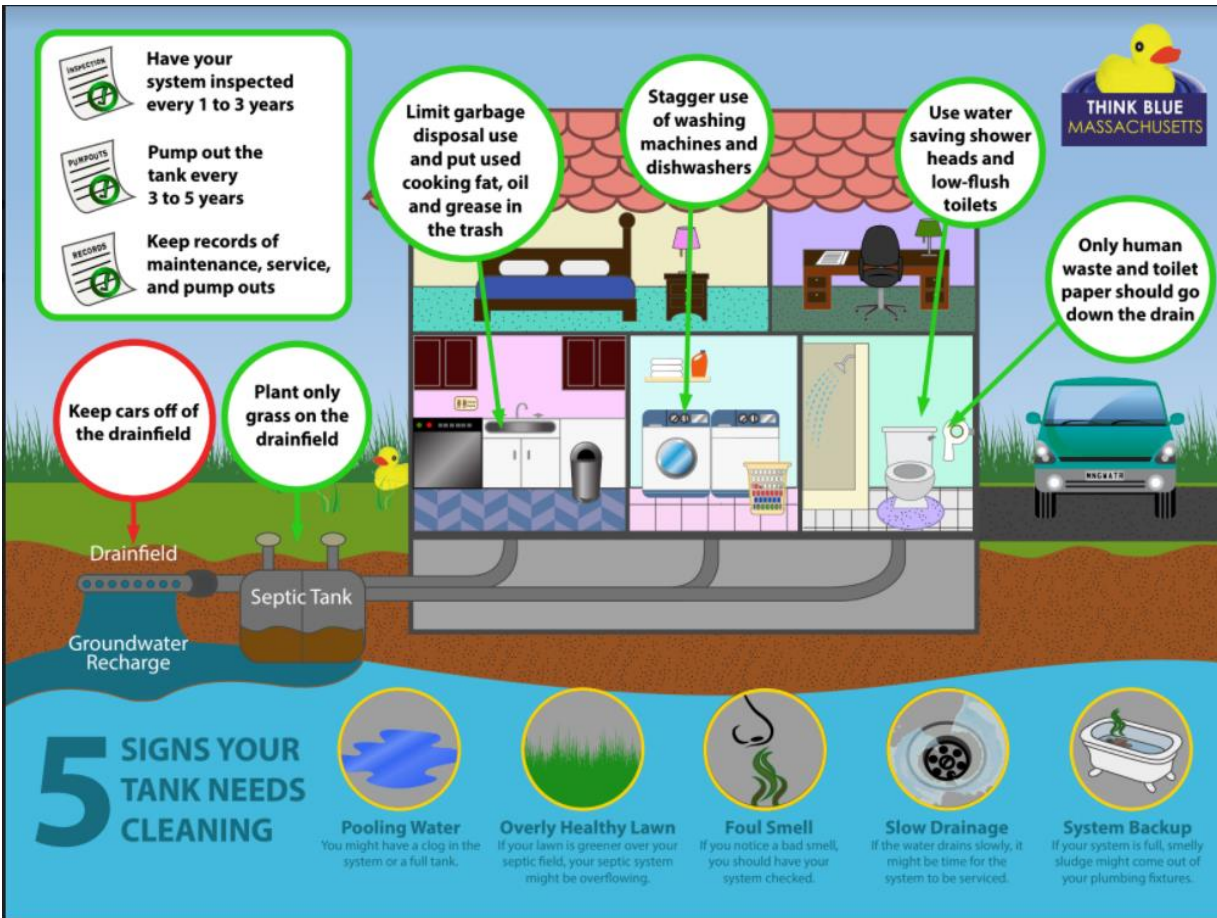 INSPECTION
Have your
system inspected
every 1 to 3 years
PUMPOUTS
Pump out the
tank every
3 to 5 years
RECORDS
Keep records of
maintenance, service,
and pump outs
Limit garbage
disposal use
and put used
cooking fat, oil
and grease in
the trash
Stagger use
of washing
machines and
dishwashers
Use water
saving shower
heads and
low-flush
toilets
THINK BLUE
MASSACHUSETTS
Only human
waste and toilet
paper should go
down the drain
Keep cars off of
the drainfield
Plant only
grass on the
drainfield
MNGWATR
Drainfield
Septic Tank
Groundwater
Recharge
5 SIGNS YOUR
TANK NEEDS
CLEANING
Pooling Water
You might have a clog in the
system or a full tank.
Overly Healthy Lawn
If your lawn is greener over your
septic field, your septic system
might be overflowing.
Foul Smell
If you notice a bad smell,
you should have your
system checked.
Slow Drainage
If the water drains slowly, it
might be time for the
system to be serviced.
System Backup
If your system is full, smelly
sludge might come out of
your plumbing fixtures.